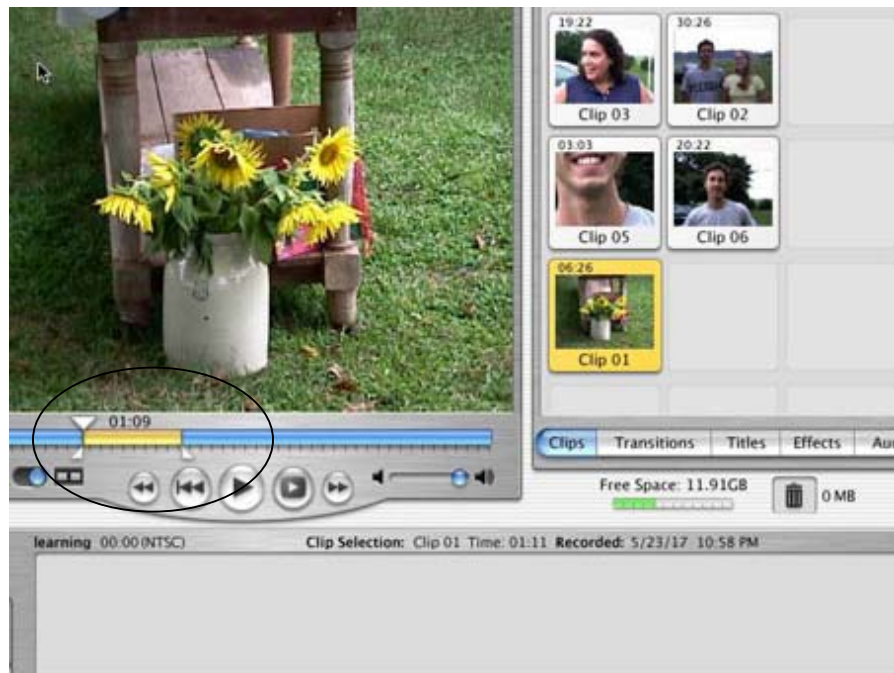 19:22 30:26
Clip 03 Clip 02
03:03 20:22
Clip 05 Clip 06
06:26
Clip 01
01:09
Clips Transitions Titles Effects Au
Free Space: 11.91GB
0 MB
learning 00:00(NTSC) Clip Selection: Clip 01 Time: 01:11 Recorded: 5/23/17 10:58 PM